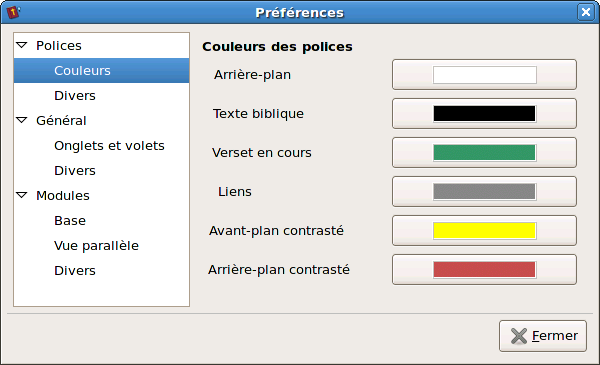 Préférences
Polices
Couleurs
Divers
Général
Onglets et volets
Divers
Modules
Base
Vue parallèle
Divers
Couleurs des polices
Arrière-plan
Texte biblique
Verset en cours
Liens
Avant-plan contrasté
Arrière-plan contrasté
Fermer